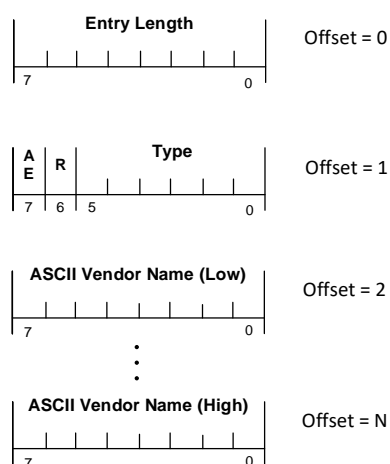 Entry Length
Offset = 0
7 0
A
E R Type
Offset = 1
7 6 5 0
ASCII Vendor Name (Low)
Offset = 2
7 0
ASCII Vendor Name (High)
Offset = N
7 0